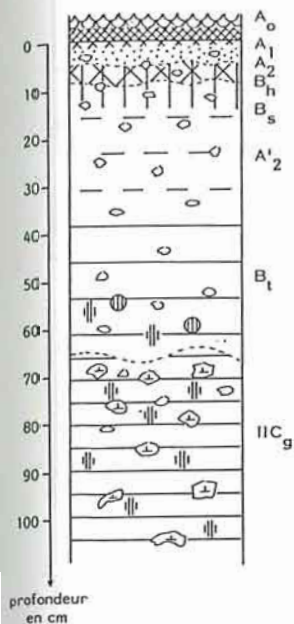 A₀
0
A₁
A₂
Bₕ
10
Bₛ
20
A'₂
30
40
50
Bₜ
60
70
80
IIC_g
90
100
profondeur
en cm